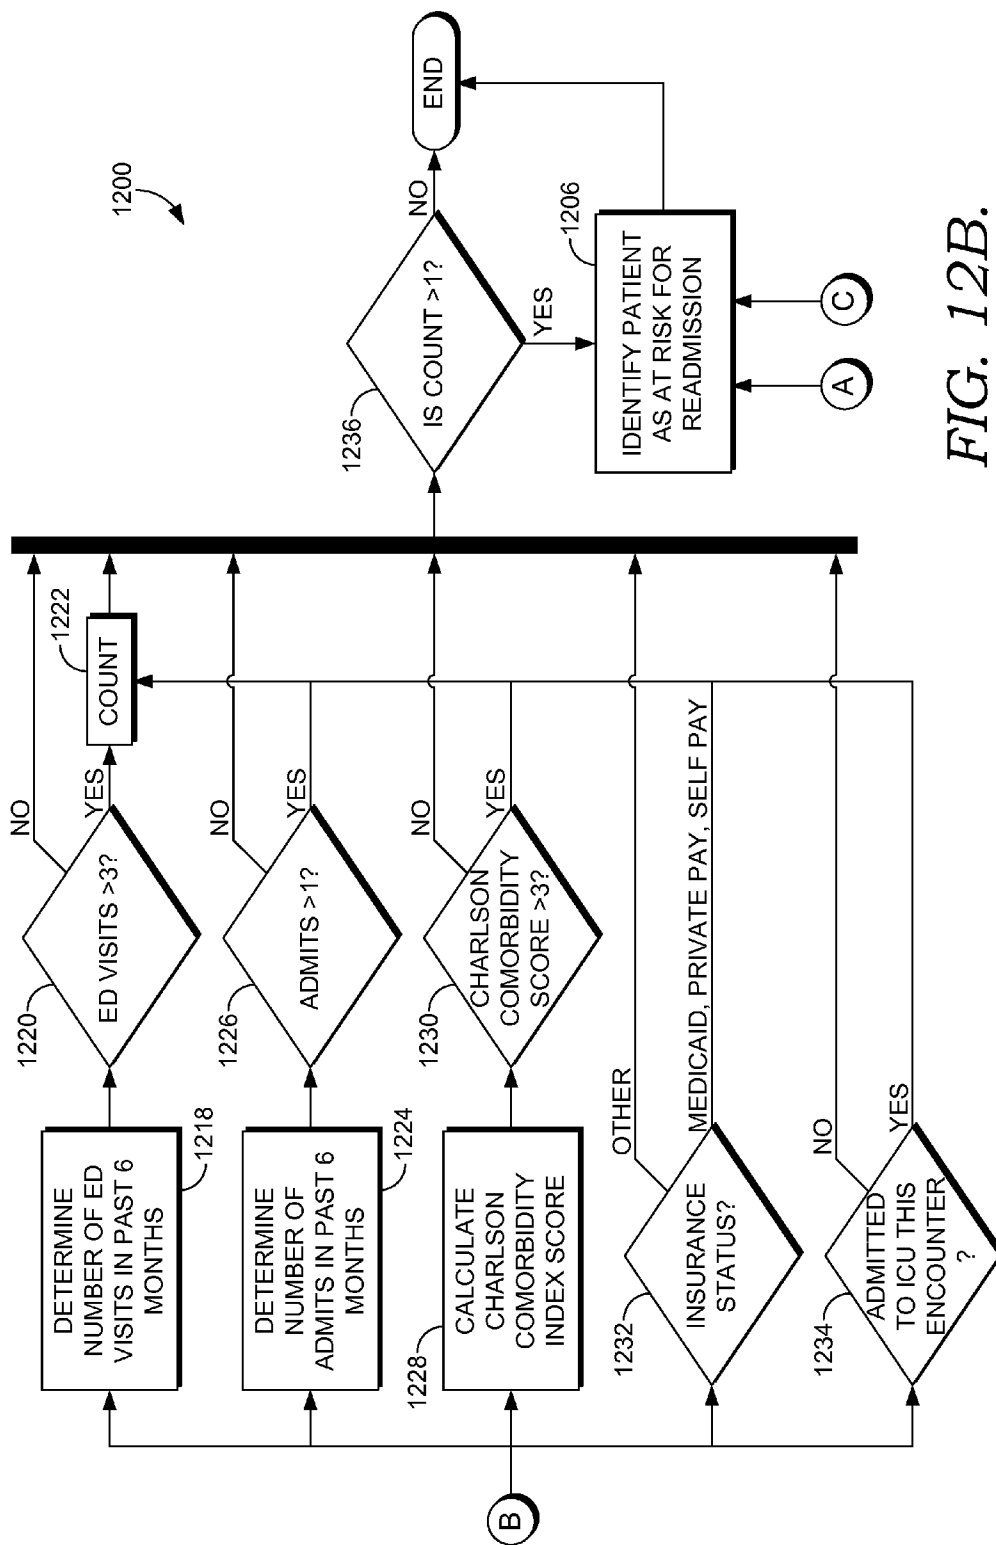 1200
B
DETERMINE
NUMBER OF ED
VISITS IN PAST 6
MONTHS
1218
1220
ED VISITS >3?
NO
YES
COUNT
1222
DETERMINE
NUMBER OF
ADMITS IN PAST 6
MONTHS
1224
1226
ADMITS >1?
NO
YES
CALCULATE
CHARLSON
COMORBIDITY
INDEX SCORE
1228
1230
CHARLSON
COMORBIDITY
SCORE >3?
NO
YES
1232
INSURANCE
STATUS?
OTHER
MEDICAID, PRIVATE PAY, SELF PAY
1234
ADMITTED
TO ICU THIS
ENCOUNTER
?
NO
YES
1236
IS COUNT >1?
NO
END
YES
1206
IDENTIFY PATIENT
AS AT RISK FOR
READMISSION
A
C
FIG. 12B.